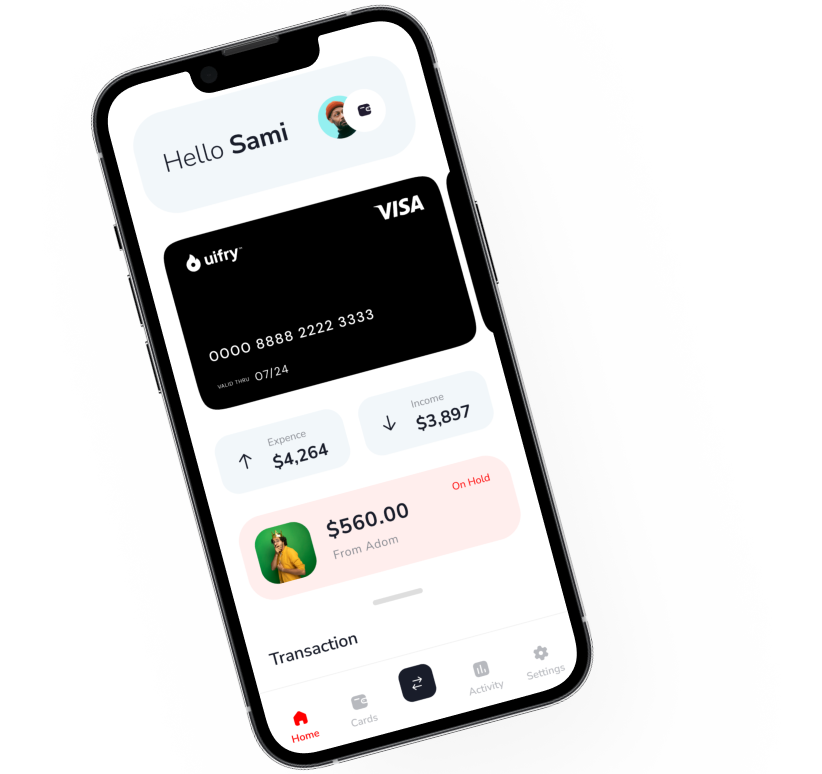 Hello Sami
VISA
uifry™
0000 8888 2222 3333
VALID THRU 07/24
Expence
$4,264
Income
$3,897
On Hold
$560.00
From Adom
Transaction
Home
Cards
Activity
Settings